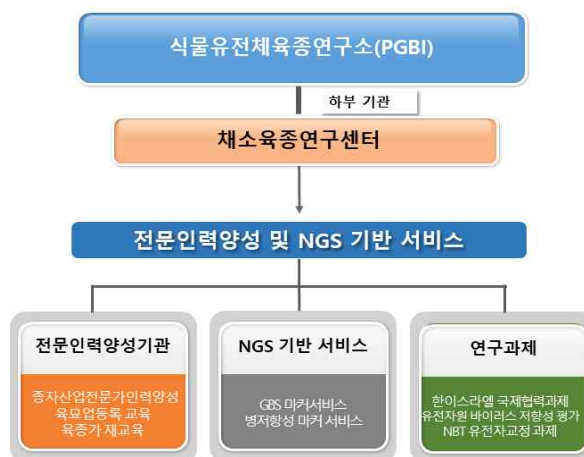 식물유전체육종연구소(PGBI)
하부 기관
채소육종연구센터
전문인력양성 및 NGS 기반 서비스
전문인력양성기관
종자산업전문가인력양성
육묘업등록 교육
육종가 재교육
NGS 기반 서비스
GBS 마커서비스
병저항성 마커 서비스
연구과제
한이스라엘 국제협력과제
유전자원 바이러스 저항성 평가
NBT 유전자교정 과제